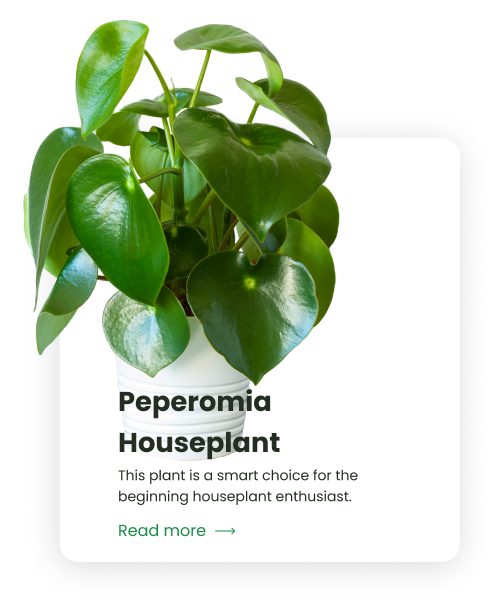 Peperomia
Houseplant
This plant is a smart choice for the
beginning houseplant enthusiast.
Read more ⟶